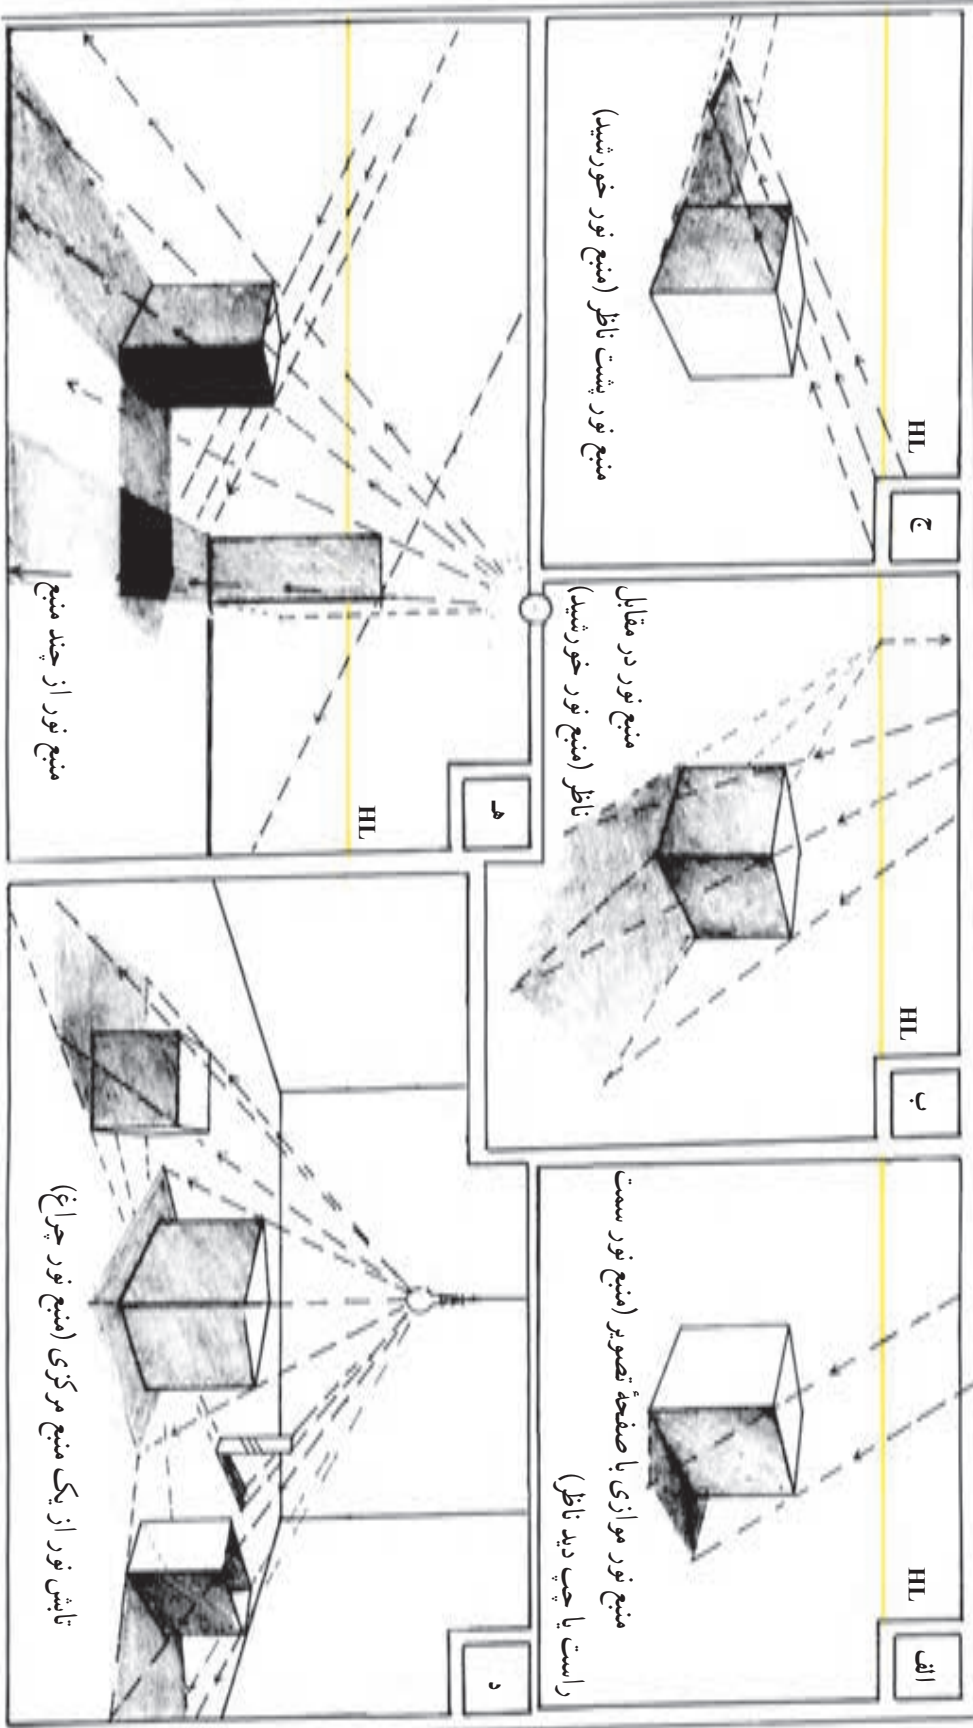 الف
HL
منبع نور موازی با صفحهٔ تصویر (منبع نور سمت
راست یا چپ دید ناظر)
ب
HL
منبع نور در مقابل
ناظر (منبع نور خورشید)
ج
HL
منبع نور پشت ناظر (منبع نور خورشید)
د
تابش نور از یک منبع مرکزی (منبع نور چراغ)
هـ
HL
منبع نور از چند منبع